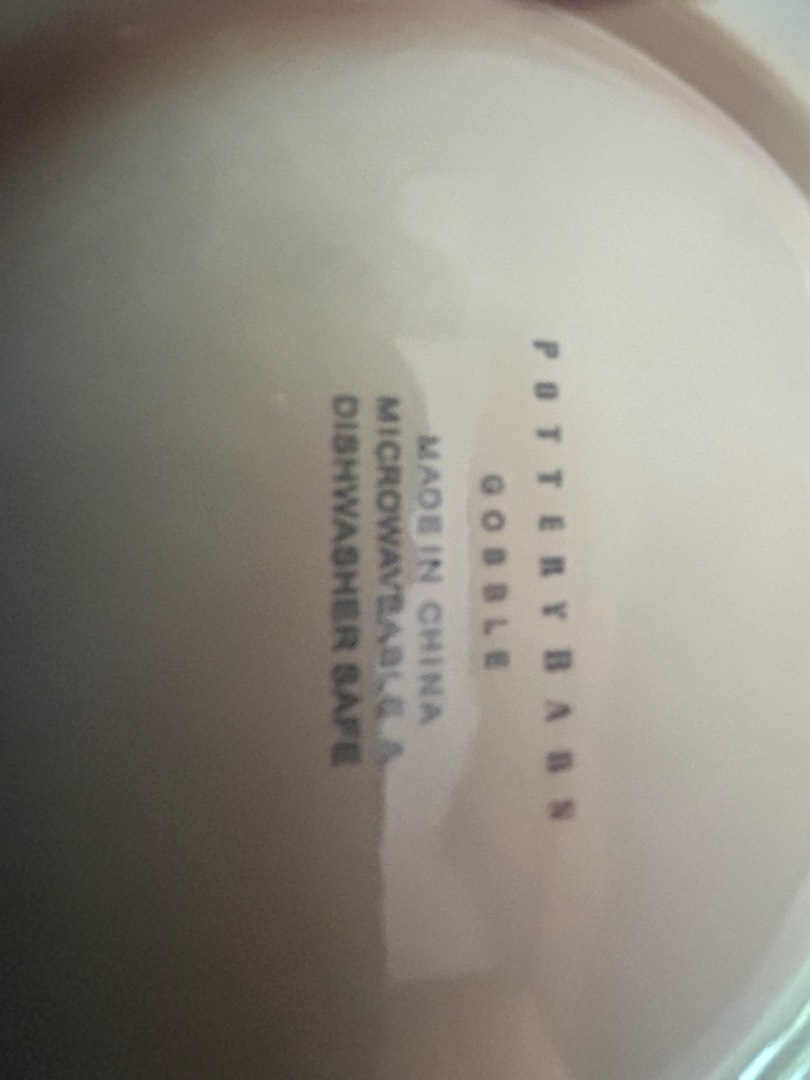 POTTERY BARN
GOBBLE
MADE IN CHINA
MICROWAVEABLE &
DISHWASHER SAFE